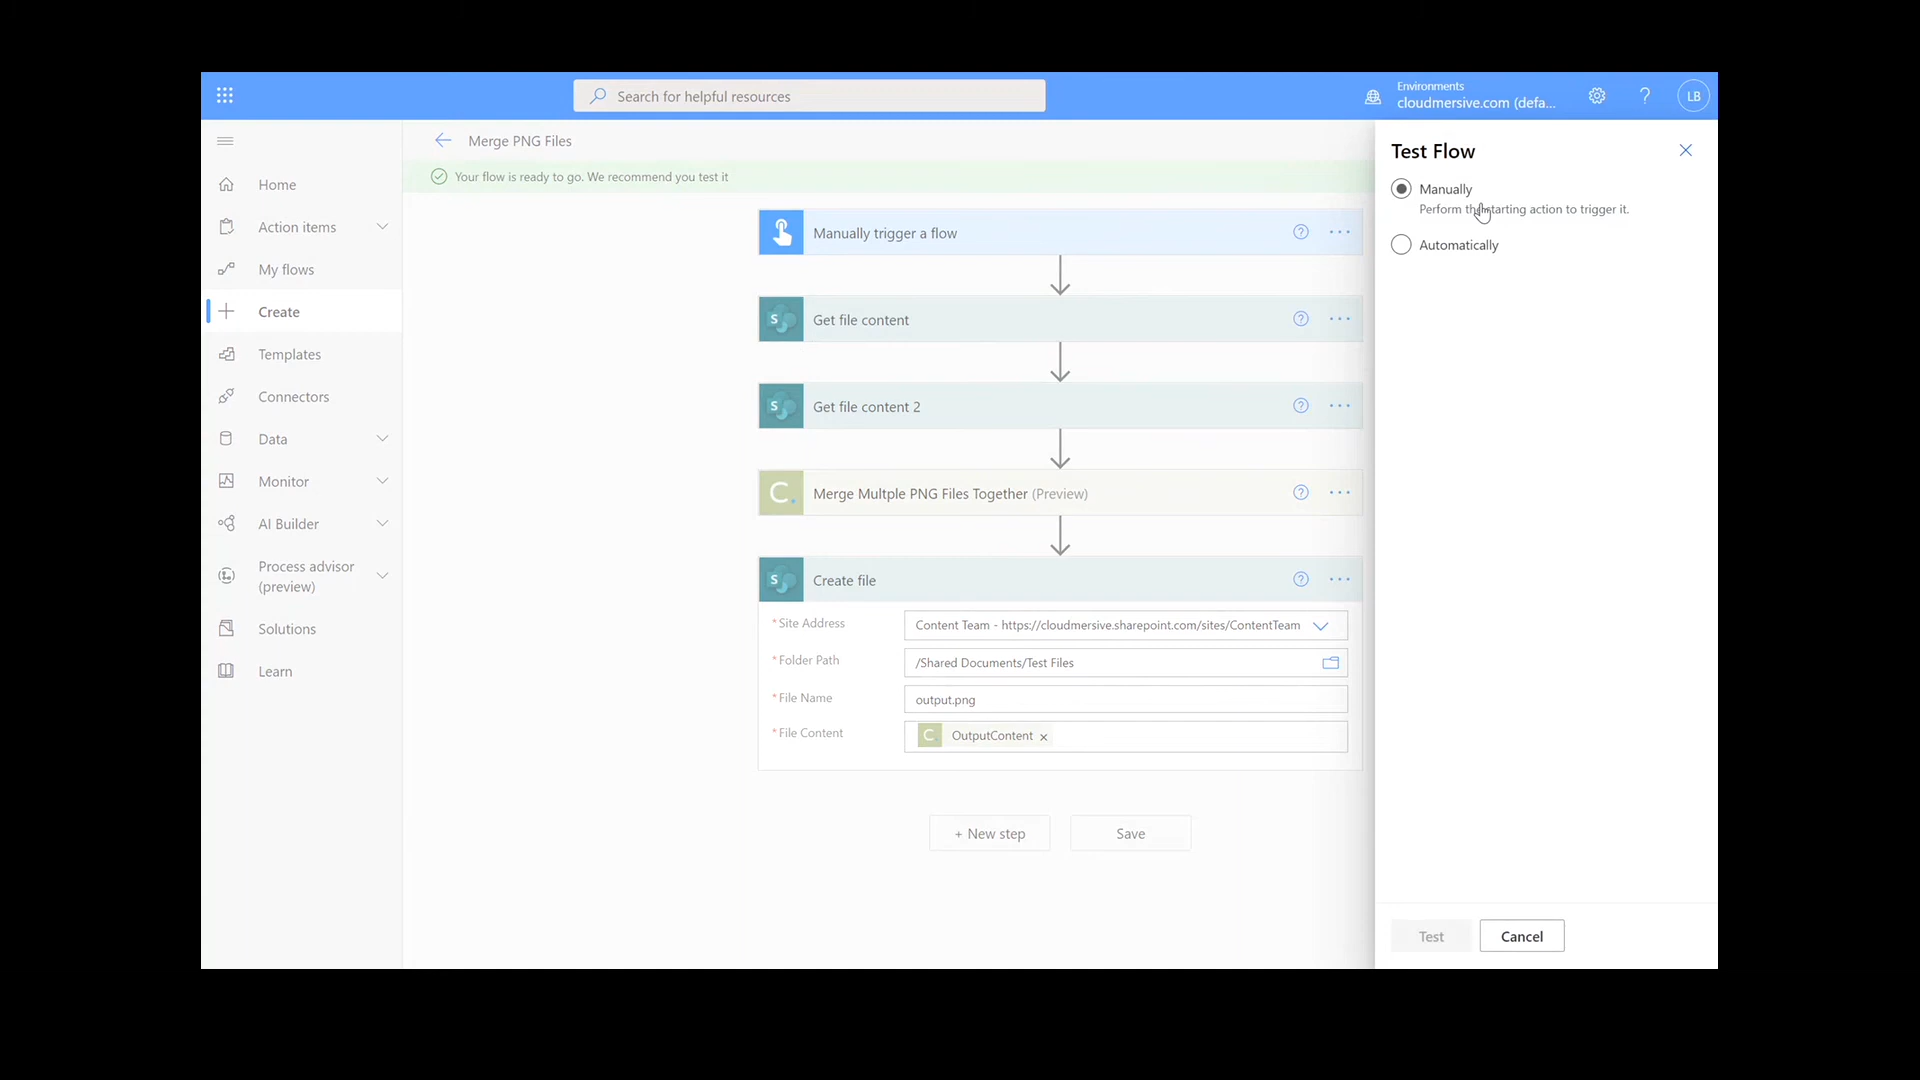 Search for helpful resources
Environments
cloudmersive.com (defa...
LB
Merge PNG Files
Your flow is ready to go. We recommend you test it
Home
Action items
My flows
Create
Templates
Connectors
Data
Monitor
AI Builder
Process advisor
(preview)
Solutions
Learn
Manually trigger a flow
Get file content
Get file content 2
Merge Multple PNG Files Together (Preview)
Create file
* Site Address
Content Team - https://cloudmersive.sharepoint.com/sites/ContentTeam
* Folder Path
/Shared Documents/Test Files
* File Name
output.png
* File Content
OutputContent ×
+ New step
Save
Test Flow
Manually
Perform the starting action to trigger it.
Automatically
Test
Cancel